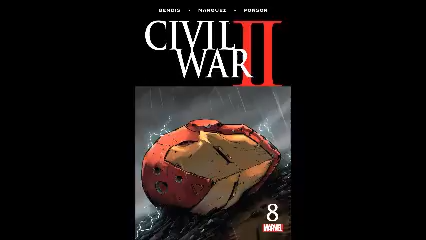 BENDIS • MARQUEZ • PONSOR
CIVIL
WAR II
8
MARVEL